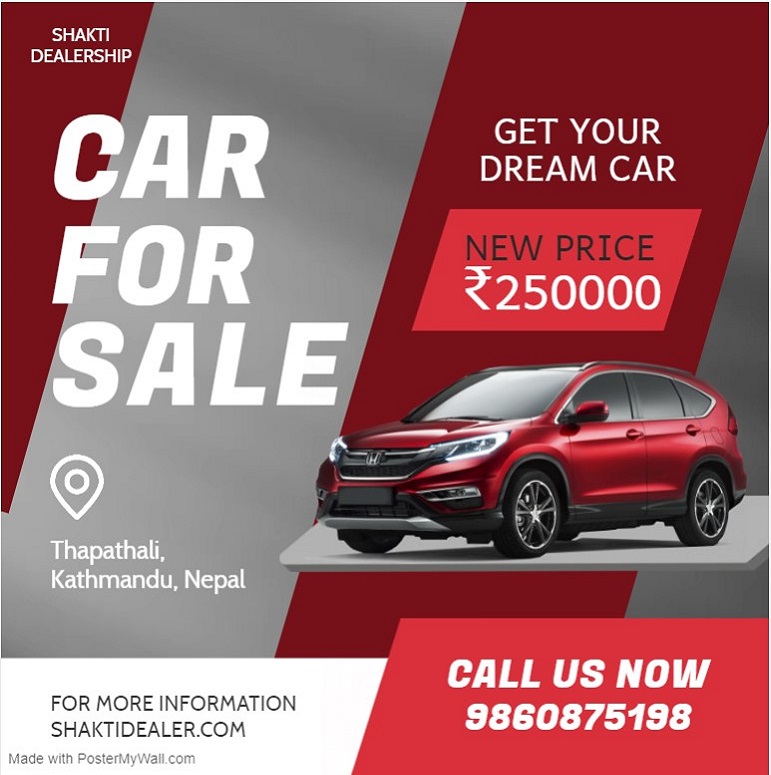 SHAKTI
DEALERSHIP
CAR
FOR
SALE
GET YOUR
DREAM CAR
NEW PRICE
₹250000
Thapathali,
Kathmandu, Nepal
CALL US NOW
9860875198
FOR MORE INFORMATION
SHAKTIDEALER.COM
Made with PosterMyWall.com